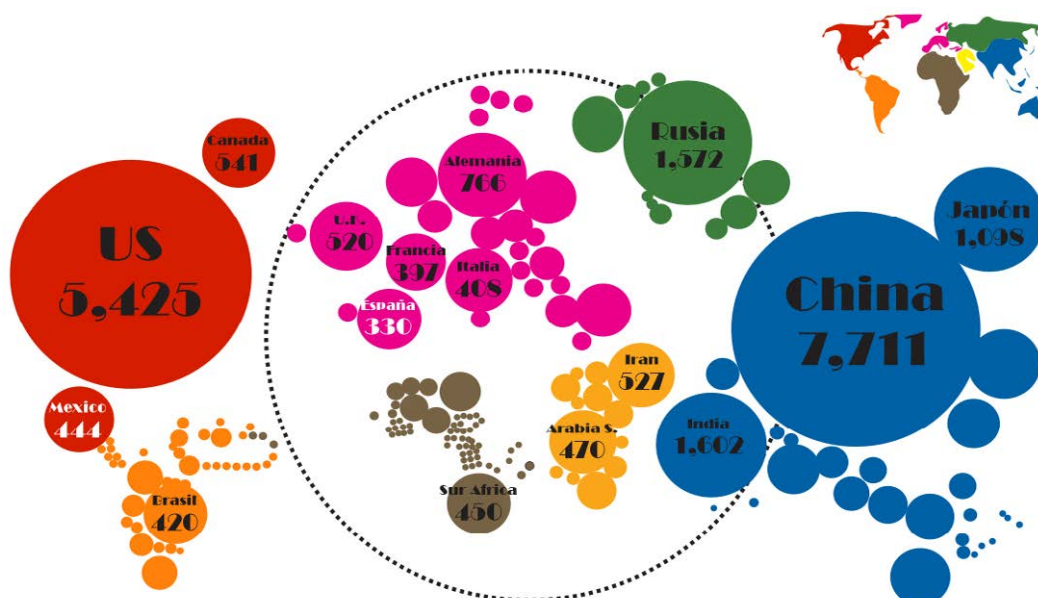 Canada
541
US
5,425
Mexico
444
Brasil
420
Alemania
766
U.K.
520
Francia
397
Italia
408
España
330
Rusia
1,572
Japón
1,098
China
7,711
India
1,602
Iran
527
Arabia S.
470
Sur Africa
450